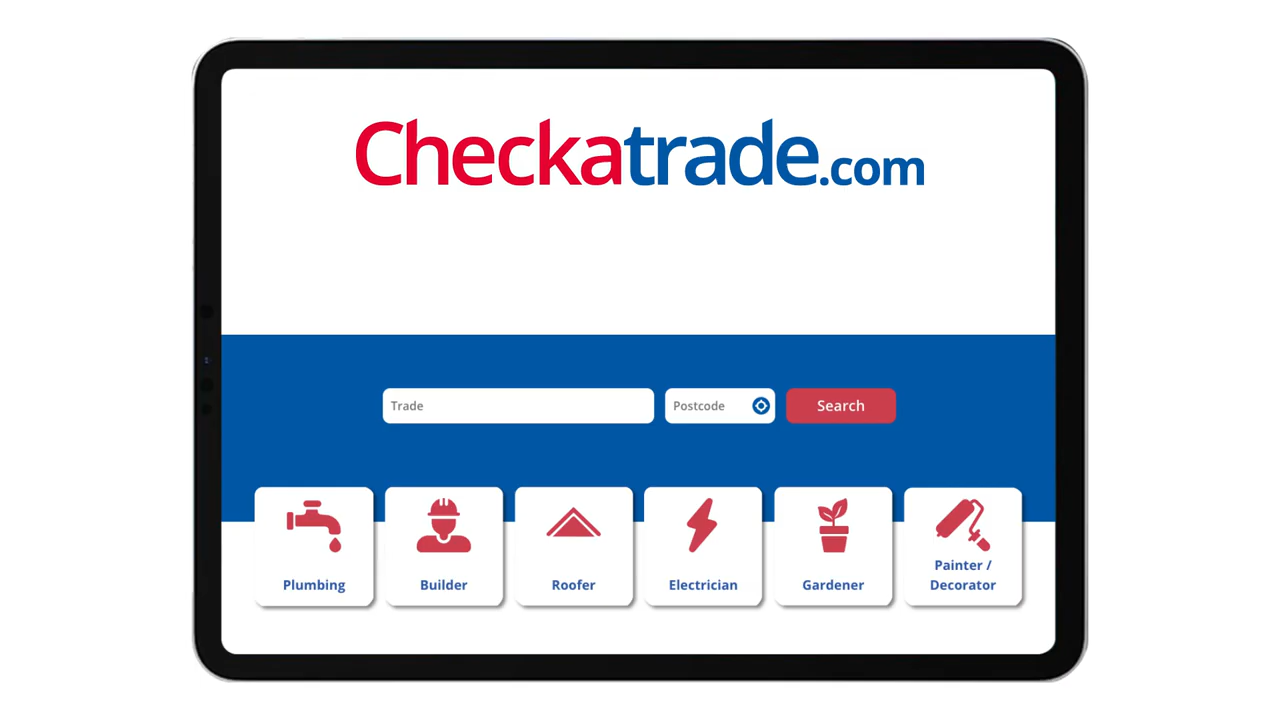 Checkatrade.com
Trade
Postcode
Search
Plumbing
Builder
Roofer
Electrician
Gardener
Painter /
Decorator